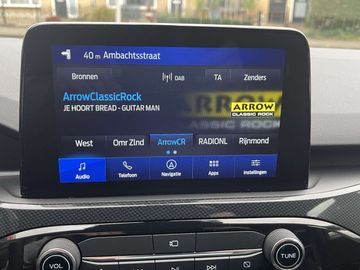 40 m Ambachtsstraat
Bronnen DAB TA Zenders
ArrowClassicRock
JE HOORT BREAD - GUITAR MAN
ARROW
CLASSIC ROCK
West Omr Zlnd ArrowCR RADIONL Rijnmond
Audio Telefoon Navigatie Apps Instellingen
VOL TUNE